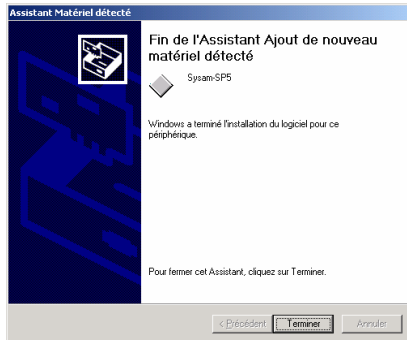 Assistant Matériel détecté
Fin de l'Assistant Ajout de nouveau
matériel détecté
Sysam-SP5
Windows a terminé l'installation du logiciel pour ce
périphérique.
Pour fermer cet Assistant, cliquez sur Terminer.
< Précédent
Terminer
Annuler